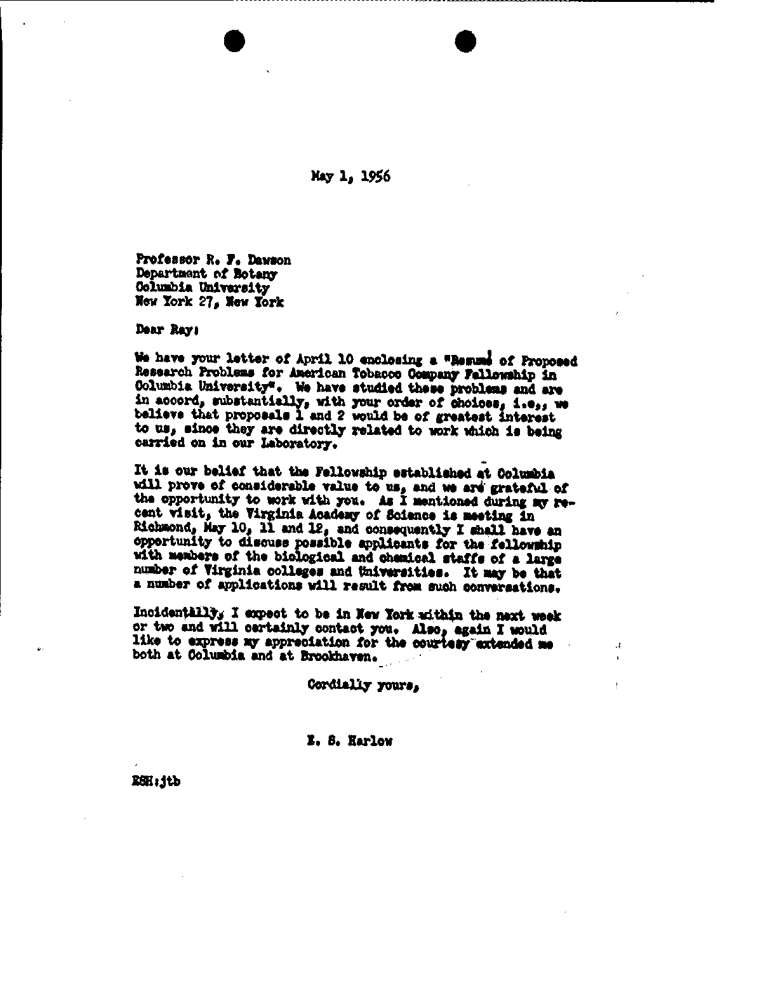 May 1, 1956
Professor R. F. Dawson
Department of Botany
Columbia University
New York 27, New York
Dear Ray:
We have your letter of April 10 enclosing a "Resumé of Proposed
Research Problems for American Tobacco Company Fellowship in
Columbia University". We have studied these problems and are
in accord, substantially, with your order of choices, i.e., we
believe that proposals 1 and 2 would be of greatest interest
to us, since they are directly related to work which is being
carried on in our Laboratory.
It is our belief that the Fellowship established at Columbia
will prove of considerable value to us, and we are grateful of
the opportunity to work with you. As I mentioned during my re-
cent visit, the Virginia Academy of Science is meeting in
Richmond, May 10, 11 and 12, and consequently I shall have an
opportunity to discuss possible applicants for the fellowship
with members of the biological and chemical staffs of a large
number of Virginia colleges and Universities. It may be that
a number of applications will result from such conversations.
Incidentally, I expect to be in New York within the next week
or two and will certainly contact you. Also, again I would
like to express my appreciation for the courtesy extended me
both at Columbia and at Brookhaven.
Cordially yours,
E. S. Harlow
ESH:jtb